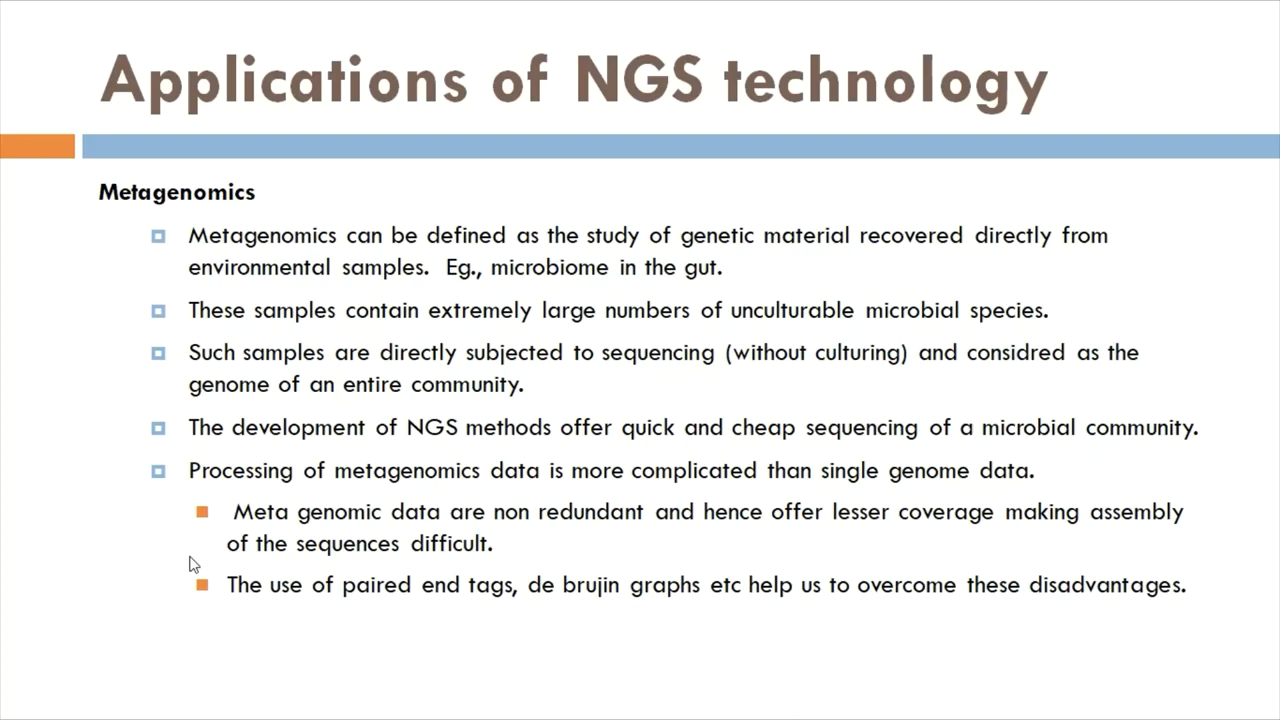 Applications of NGS technology
Metagenomics
Metagenomics can be defined as the study of genetic material recovered directly from
environmental samples. Eg., microbiome in the gut.
These samples contain extremely large numbers of unculturable microbial species.
Such samples are directly subjected to sequencing (without culturing) and considred as the
genome of an entire community.
The development of NGS methods offer quick and cheap sequencing of a microbial community.
Processing of metagenomics data is more complicated than single genome data.
Meta genomic data are non redundant and hence offer lesser coverage making assembly
of the sequences difficult.
The use of paired end tags, de brujin graphs etc help us to overcome these disadvantages.